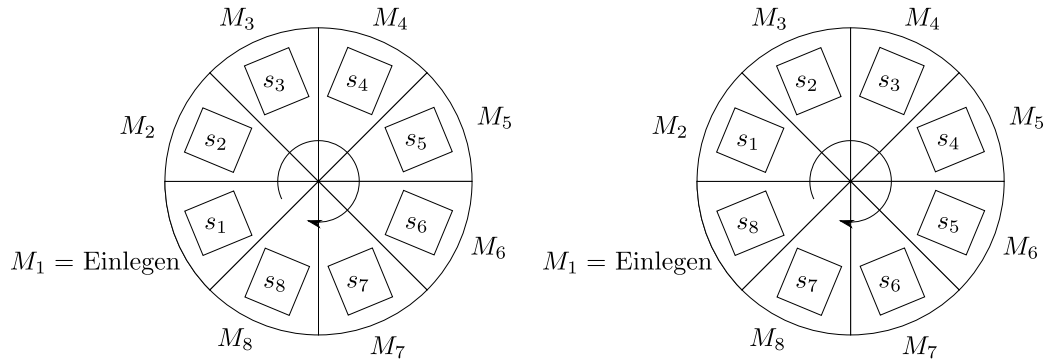 M₃ M₄ M₃ M₄
s₃ s₄ s₂ s₃
M₂ s₂ s₅ M₅ M₂ s₁ s₄ M₅
s₁ s₆ s₈ s₅
M₁ = Einlegen M₆ M₁ = Einlegen M₆
s₈ s₇ s₇ s₆
M₈ M₇ M₈ M₇